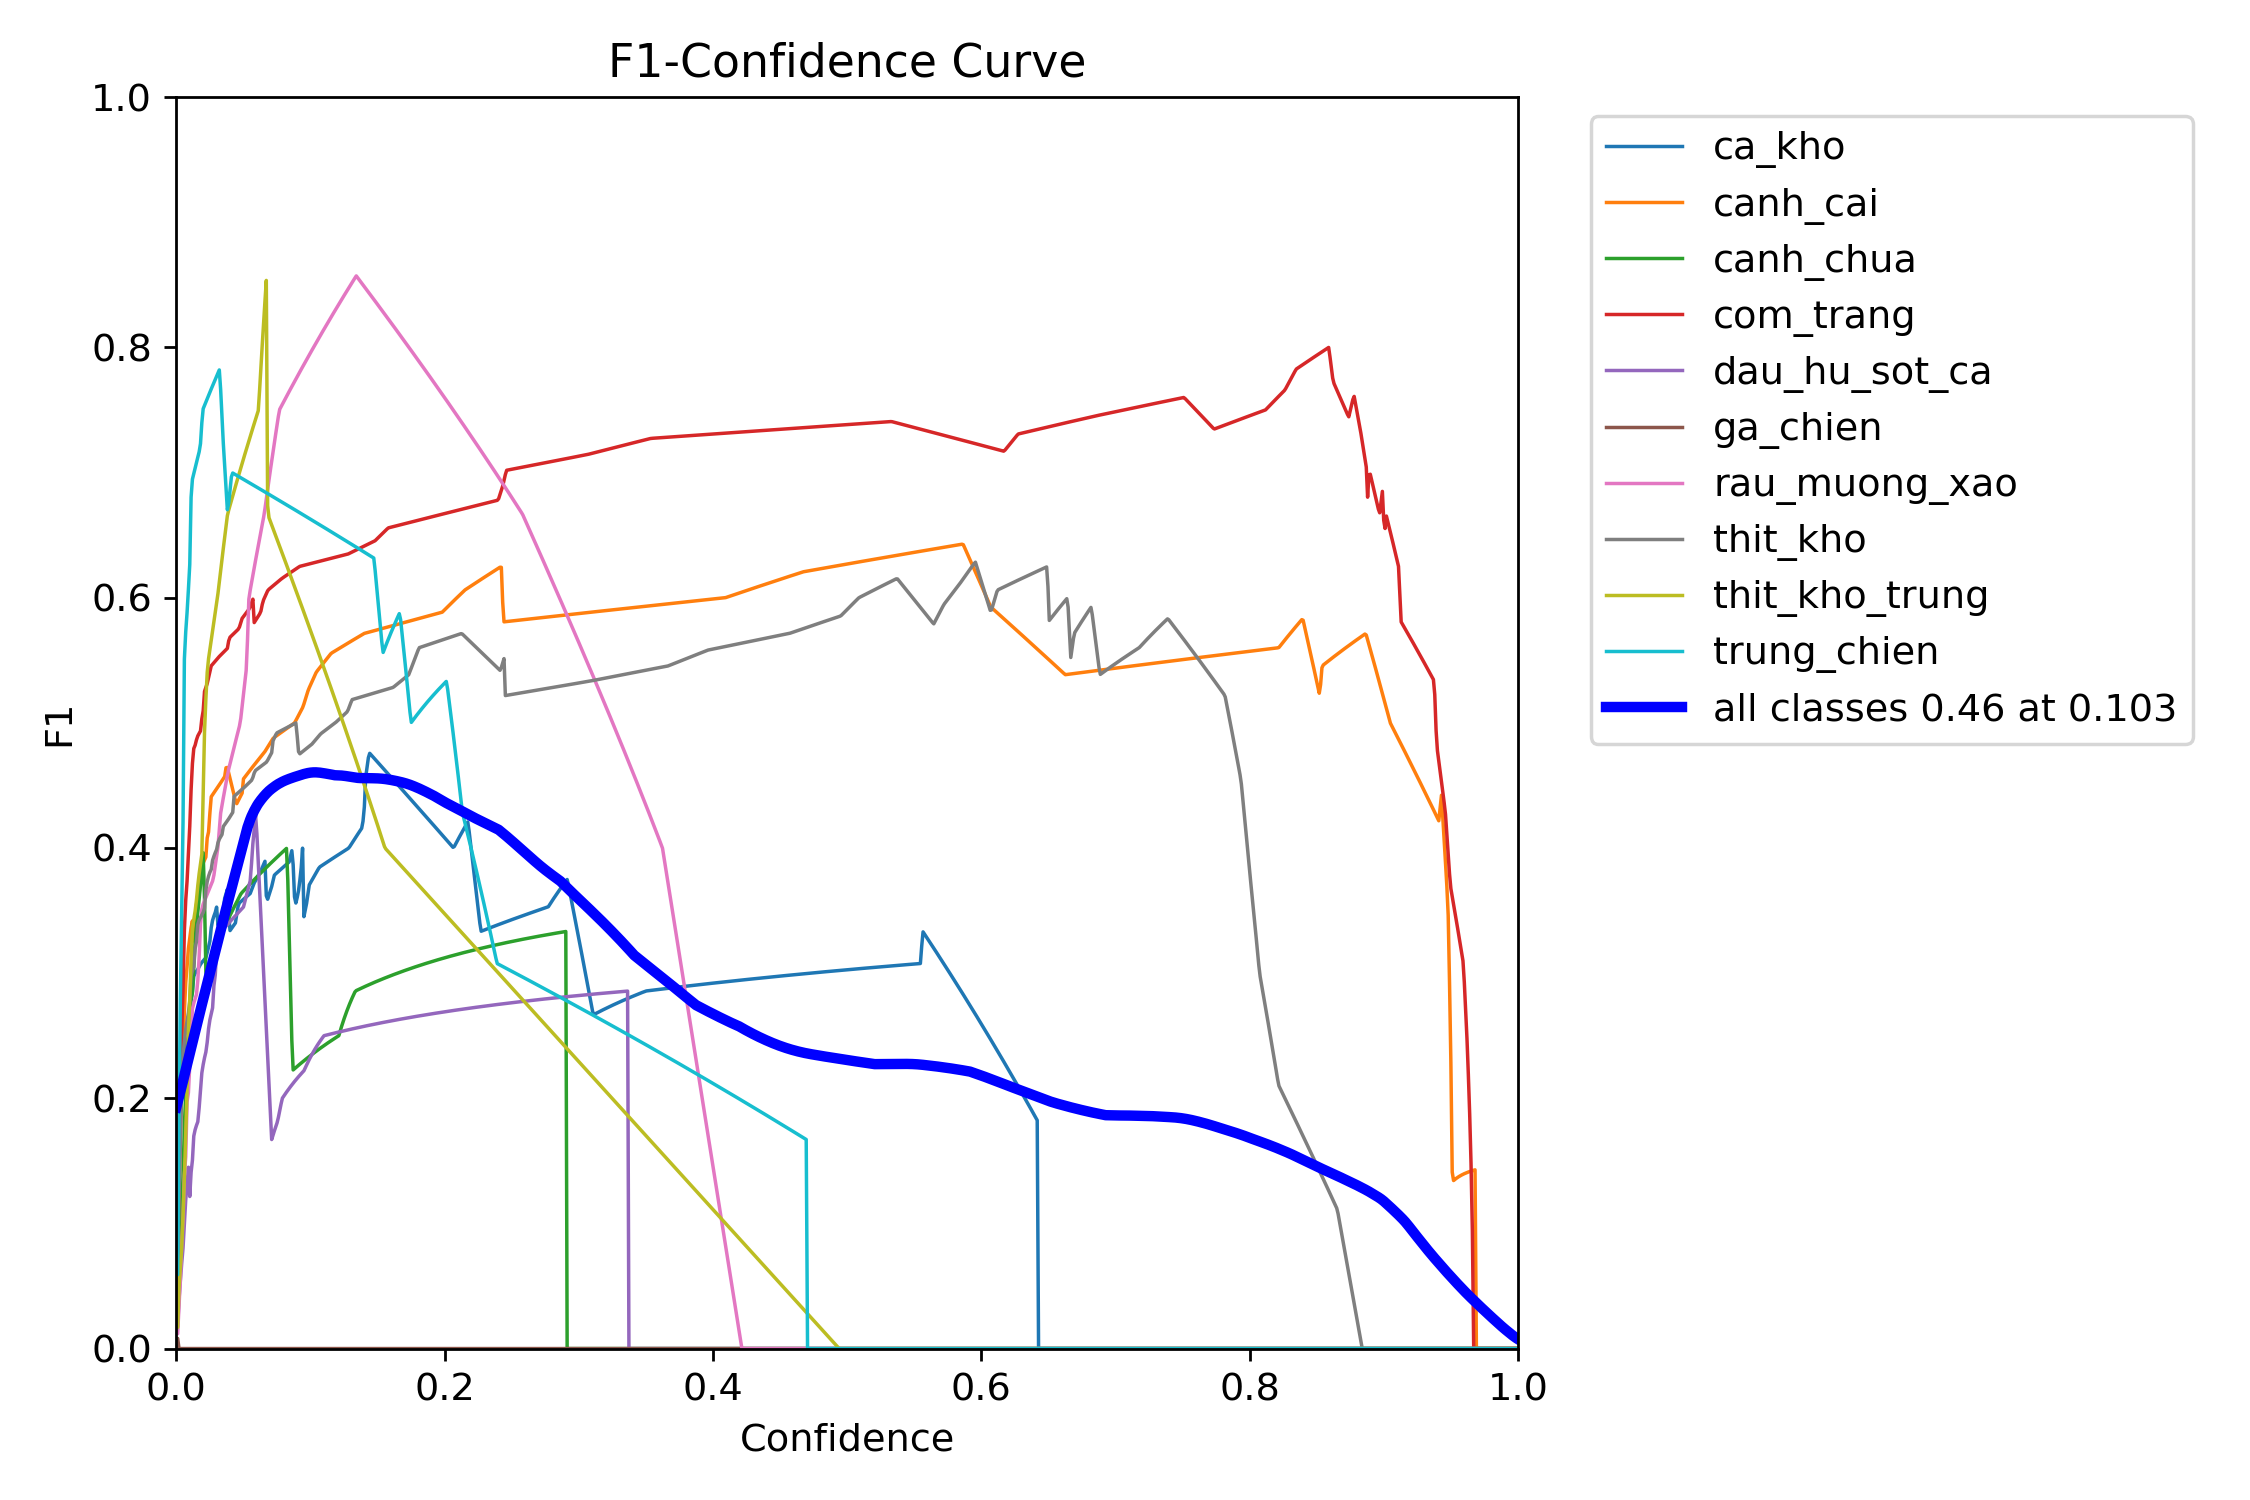 F1-Confidence Curve
1.0
0.8
0.6
0.4
0.2
0.0
F1
0.0 0.2 0.4 0.6 0.8 1.0
Confidence
ca_kho
canh_cai
canh_chua
com_trang
dau_hu_sot_ca
ga_chien
rau_muong_xao
thit_kho
thit_kho_trung
trung_chien
all classes 0.46 at 0.103